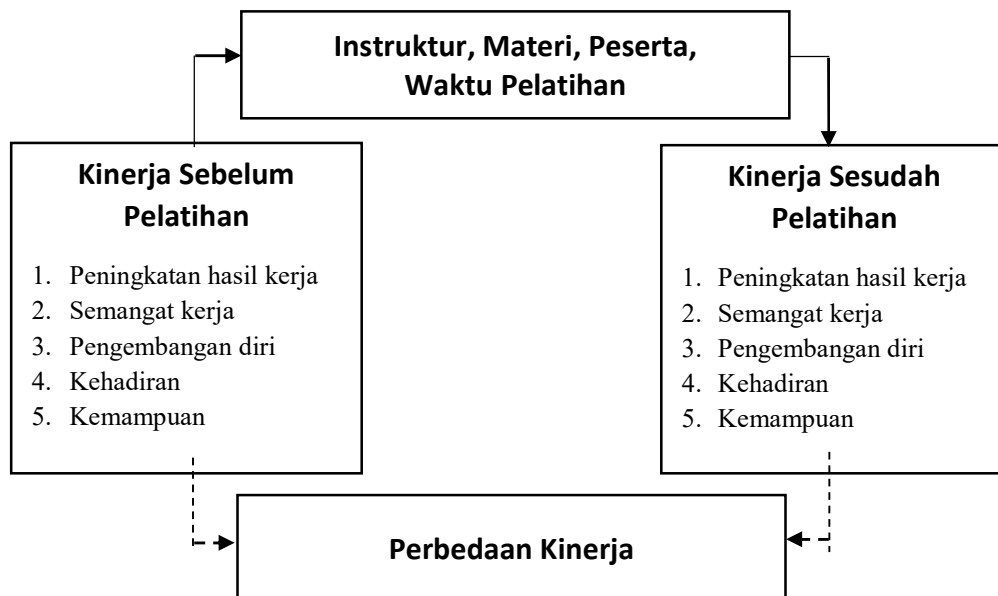 Instruktur, Materi, Peserta,
Waktu Pelatihan
Kinerja Sebelum
Pelatihan
1. Peningkatan hasil kerja
2. Semangat kerja
3. Pengembangan diri
4. Kehadiran
5. Kemampuan
Kinerja Sesudah
Pelatihan
1. Peningkatan hasil kerja
2. Semangat kerja
3. Pengembangan diri
4. Kehadiran
5. Kemampuan
Perbedaan Kinerja